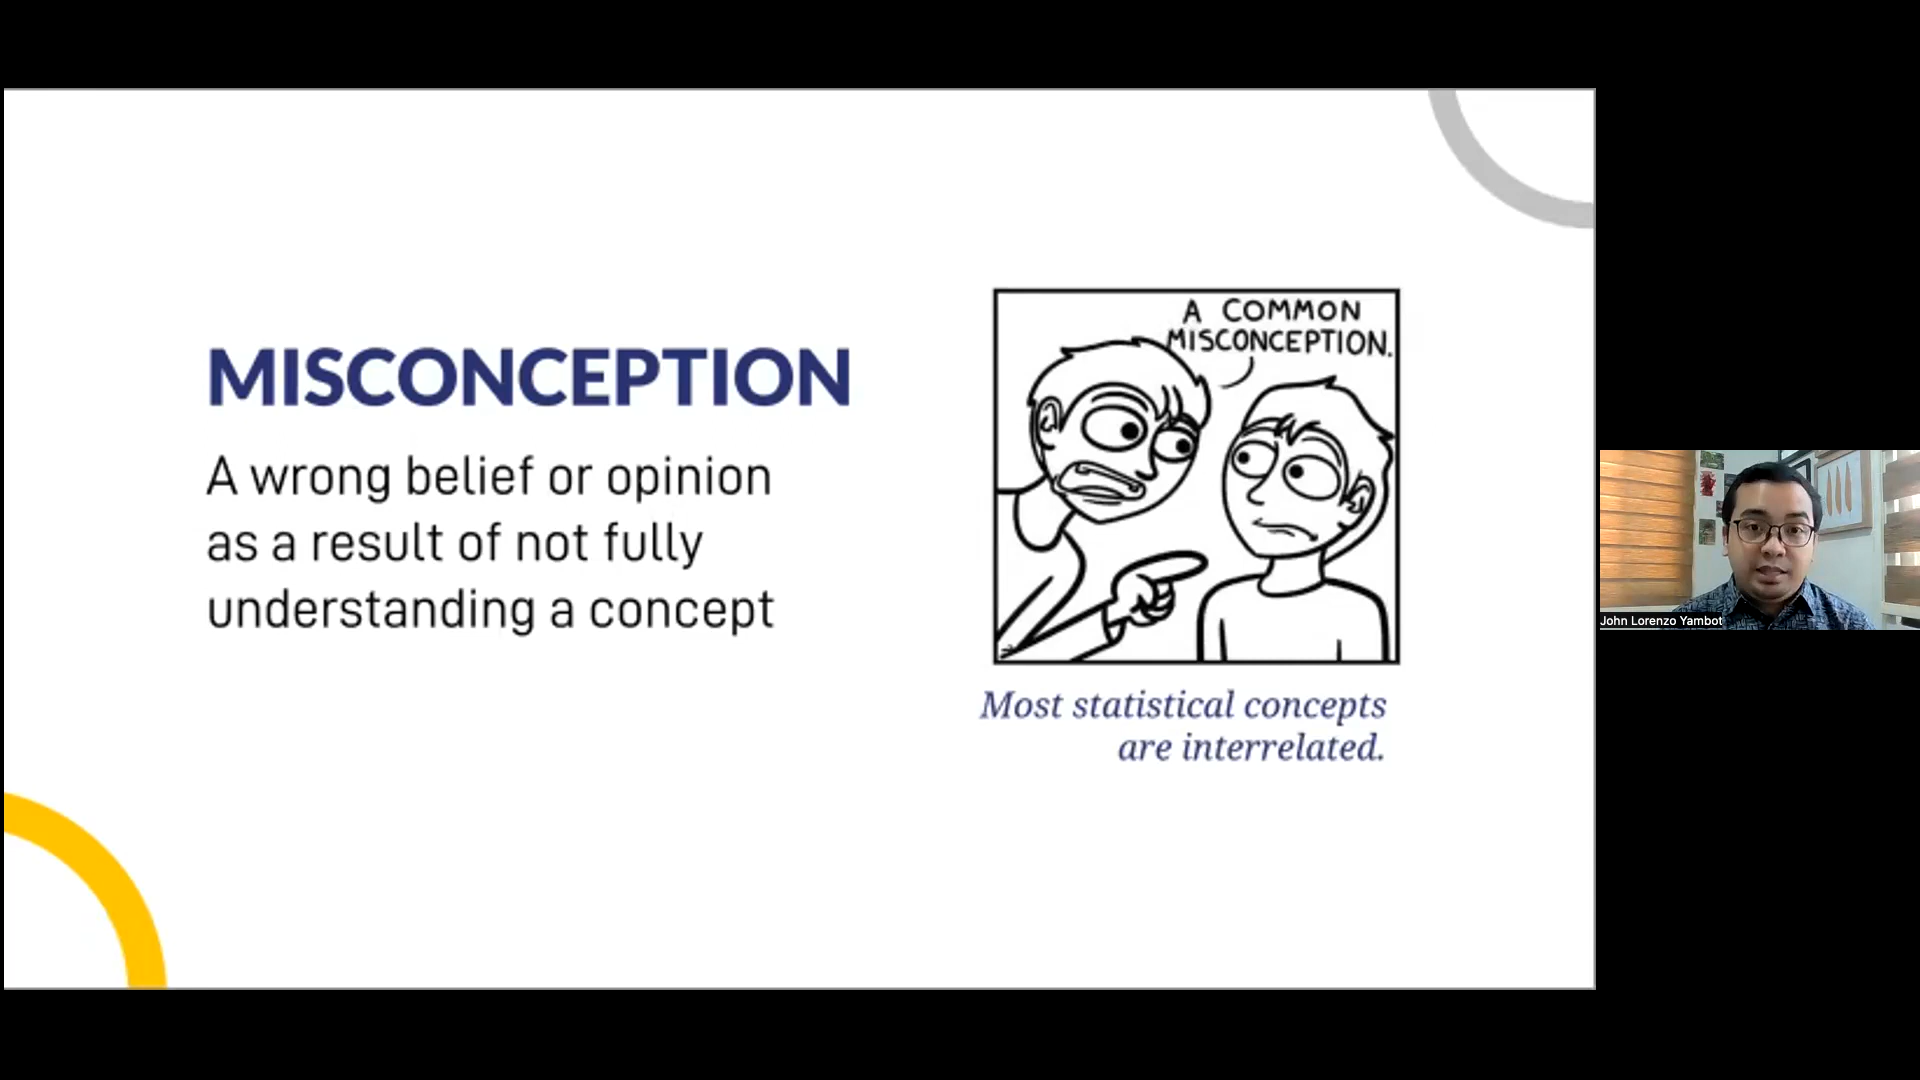 MISCONCEPTION
A wrong belief or opinion
as a result of not fully
understanding a concept
A COMMON
MISCONCEPTION.
Most statistical concepts
are interrelated.
John Lorenzo Yambot